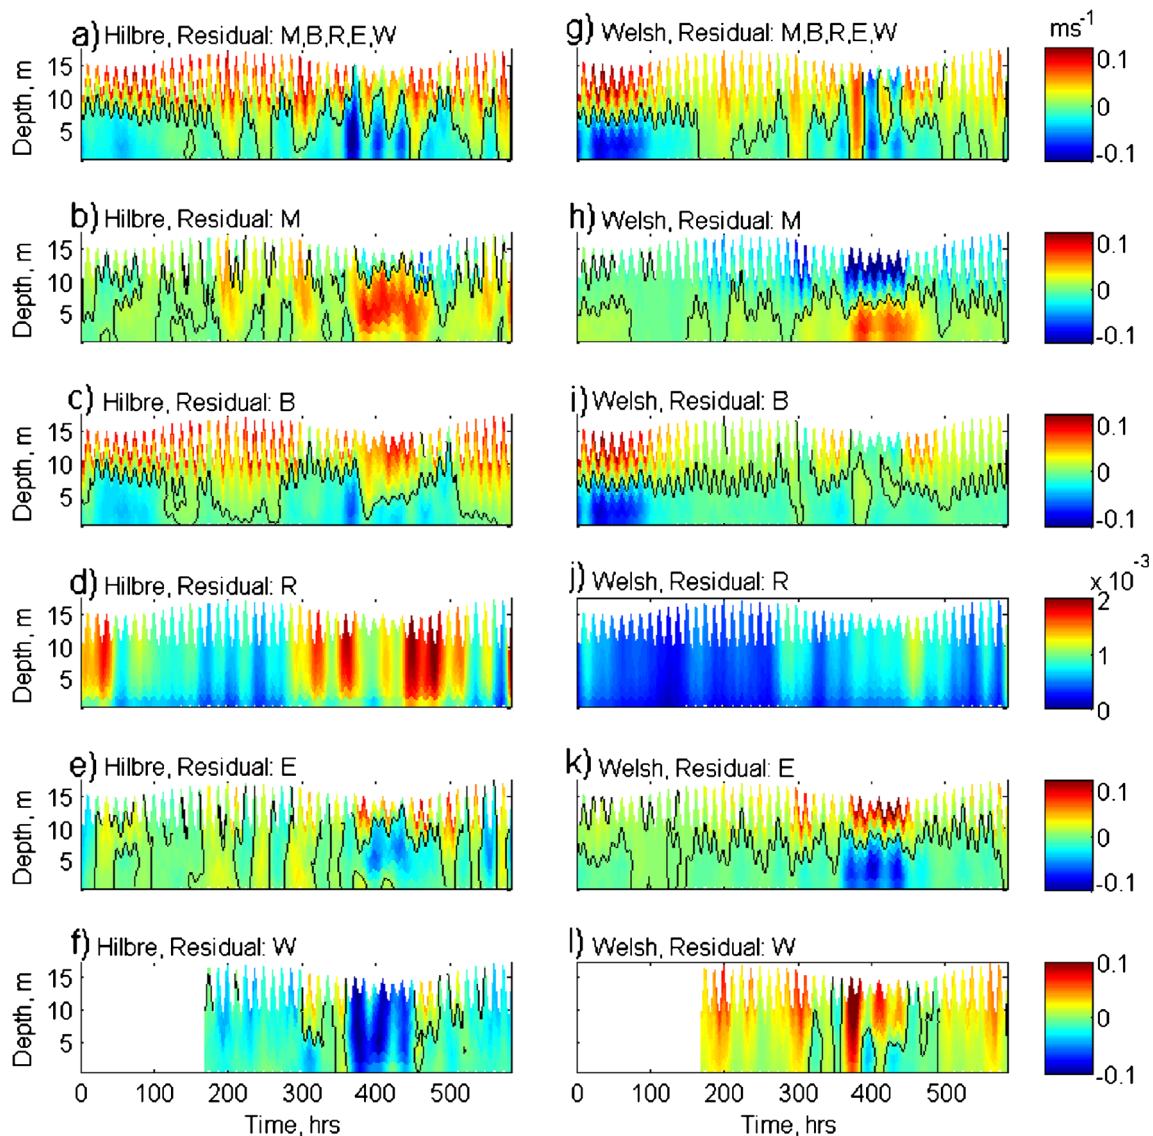 a) Hilbre, Residual: M,B,R,E,W
g) Welsh, Residual: M,B,R,E,W
ms-1
Depth, m
15
10
5
0.1
0
-0.1
b) Hilbre, Residual: M
h) Welsh, Residual: M
Depth, m
15
10
5
0.1
0
-0.1
c) Hilbre, Residual: B
i) Welsh, Residual: B
Depth, m
15
10
5
0.1
0
-0.1
d) Hilbre, Residual: R
j) Welsh, Residual: R
x 10-3
Depth, m
15
10
5
2
1
0
e) Hilbre, Residual: E
k) Welsh, Residual: E
Depth, m
15
10
5
0.1
0
-0.1
f) Hilbre, Residual: W
l) Welsh, Residual: W
Depth, m
15
10
5
0.1
0
-0.1
0 100 200 300 400 500
0 100 200 300 400 500
Time, hrs
Time, hrs